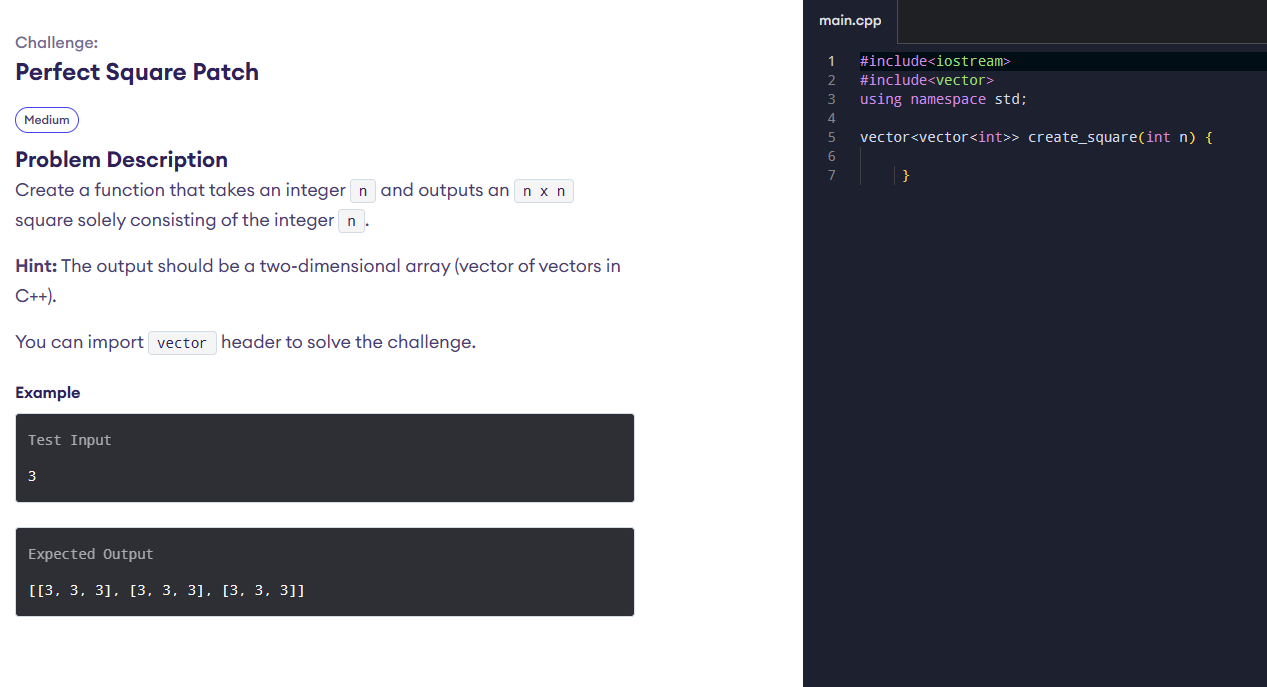 Challenge:
Perfect Square Patch
Medium
Problem Description
Create a function that takes an integer n and outputs an n x n
square solely consisting of the integer n.
Hint: The output should be a two-dimensional array (vector of vectors in
C++).
You can import vector header to solve the challenge.
Example
Test Input
3
Expected Output
[[3, 3, 3], [3, 3, 3], [3, 3, 3]]
main.cpp
1 #include<iostream>
2 #include<vector>
3 using namespace std;
4
5 vector<vector<int>> create_square(int n) {
6
7 }